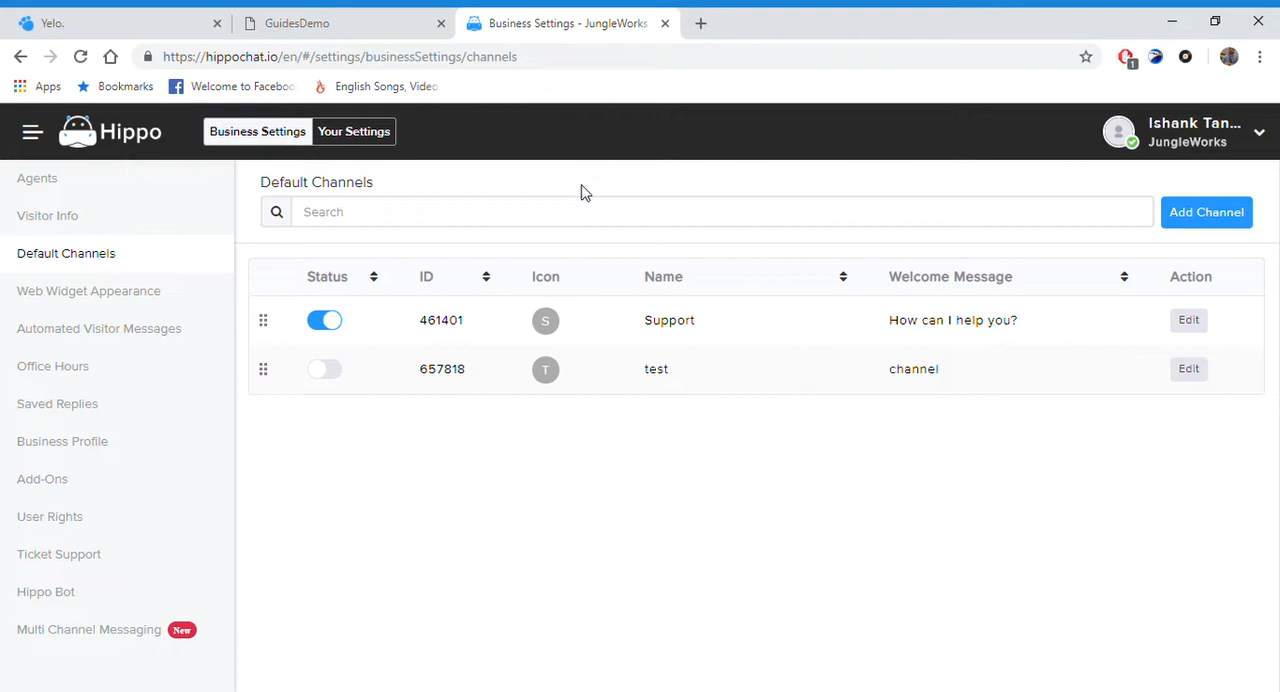 Yelo.
GuidesDemo
Business Settings - JungleWorks
https://hippochat.io/en/#/settings/businessSettings/channels
1
Apps
Bookmarks
Welcome to Faceboo
English Songs, Video
Hippo
Business Settings
Your Settings
Ishank Tan...
JungleWorks
Agents
Visitor Info
Default Channels
Web Widget Appearance
Automated Visitor Messages
Office Hours
Saved Replies
Business Profile
Add-Ons
User Rights
Ticket Support
Hippo Bot
Multi Channel Messaging New
Default Channels
Search
Add Channel
Status ID Icon Name Welcome Message Action
461401 S Support How can I help you? Edit
657818 T test channel Edit